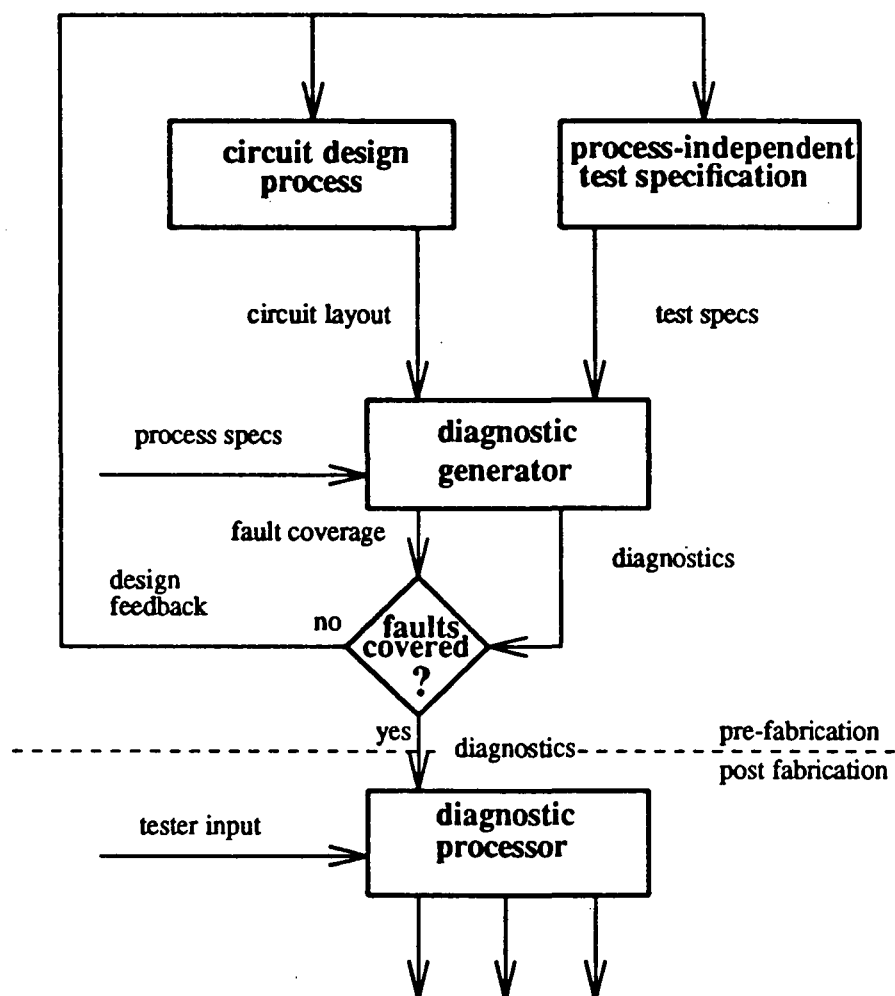 circuit design
process
process-independent
test specification
circuit layout
test specs
process specs
diagnostic
generator
fault coverage
diagnostics
design
feedback
no
faults
covered
?
yes
diagnostics
pre-fabrication
post fabrication
tester input
diagnostic
processor